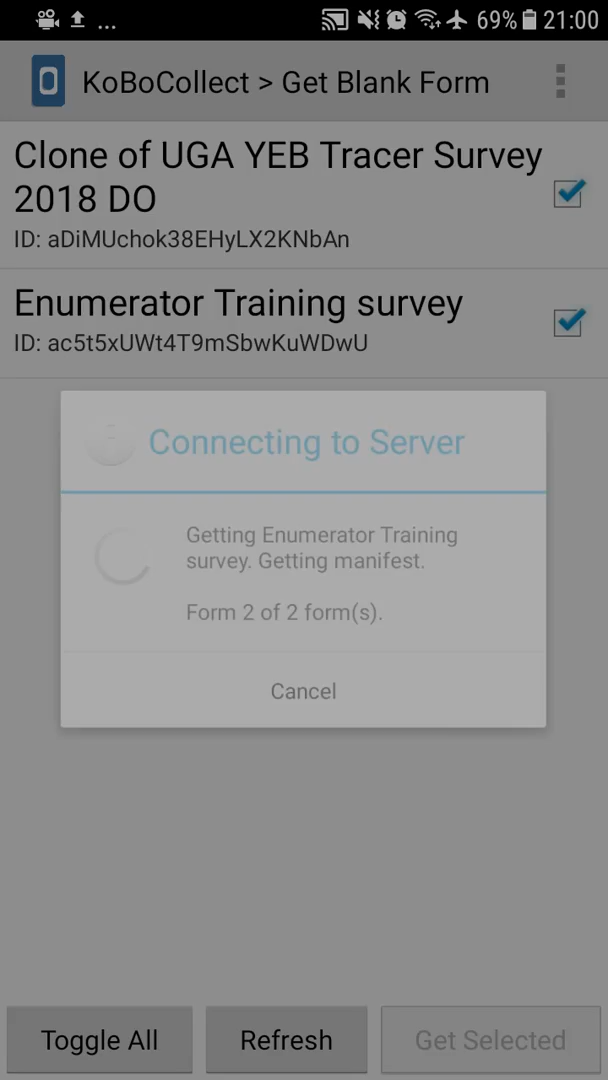 ... 69% 21:00
KoBoCollect > Get Blank Form
Clone of UGA YEB Tracer Survey
2018 DO
ID: aDiMUchok38EHyLX2KNbAn
Enumerator Training survey
ID: ac5t5xUWt4T9mSbwKuWDwU
Connecting to Server
Getting Enumerator Training
survey. Getting manifest.
Form 2 of 2 form(s).
Cancel
Toggle All Refresh Get Selected